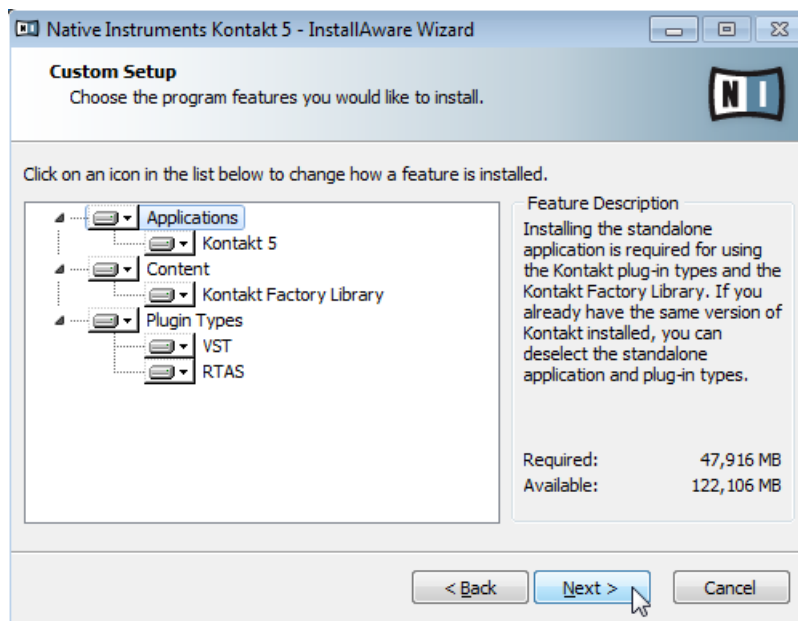 Native Instruments Kontakt 5 - InstallAware Wizard
Custom Setup
Choose the program features you would like to install.
N I
Click on an icon in the list below to change how a feature is installed.
Applications
Kontakt 5
Content
Kontakt Factory Library
Plugin Types
VST
RTAS
Feature Description
Installing the standalone
application is required for using
the Kontakt plug-in types and the
Kontakt Factory Library. If you
already have the same version of
Kontakt installed, you can
deselect the standalone
application and plug-in types.
Required: 47,916 MB
Available: 122,106 MB
< Back Next > Cancel